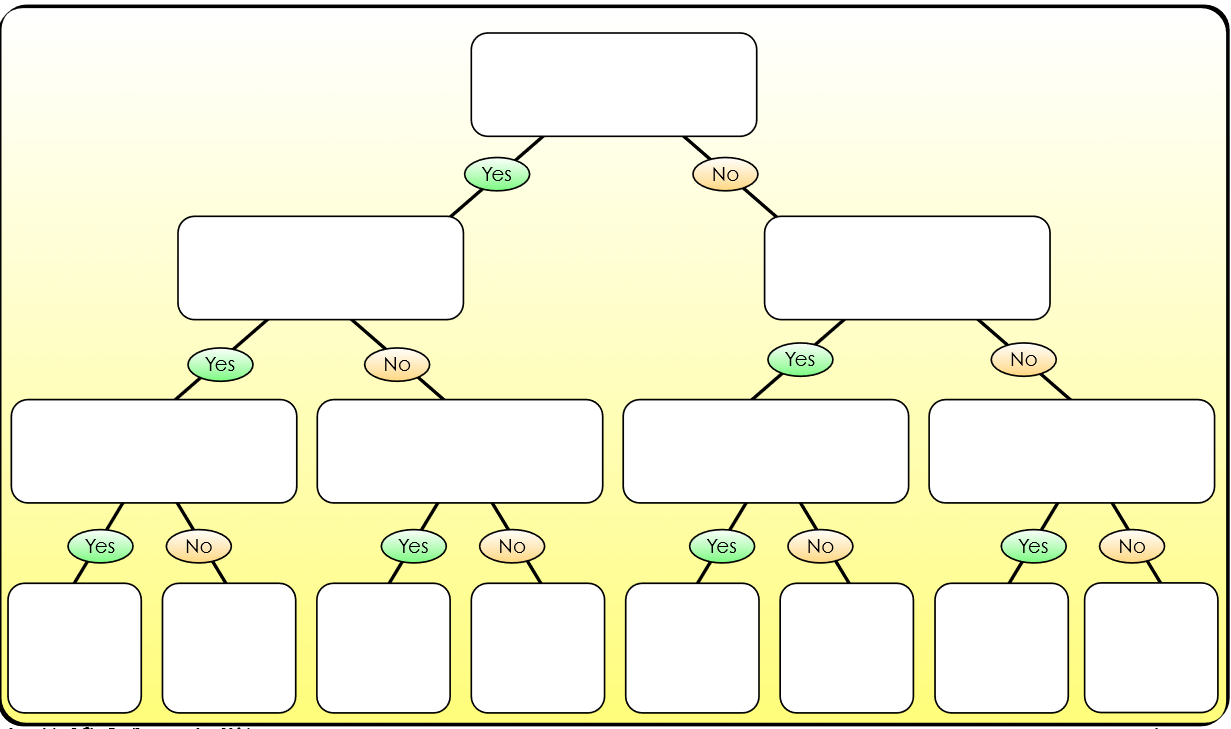 Yes No
Yes No Yes No
Yes No Yes No Yes No Yes No